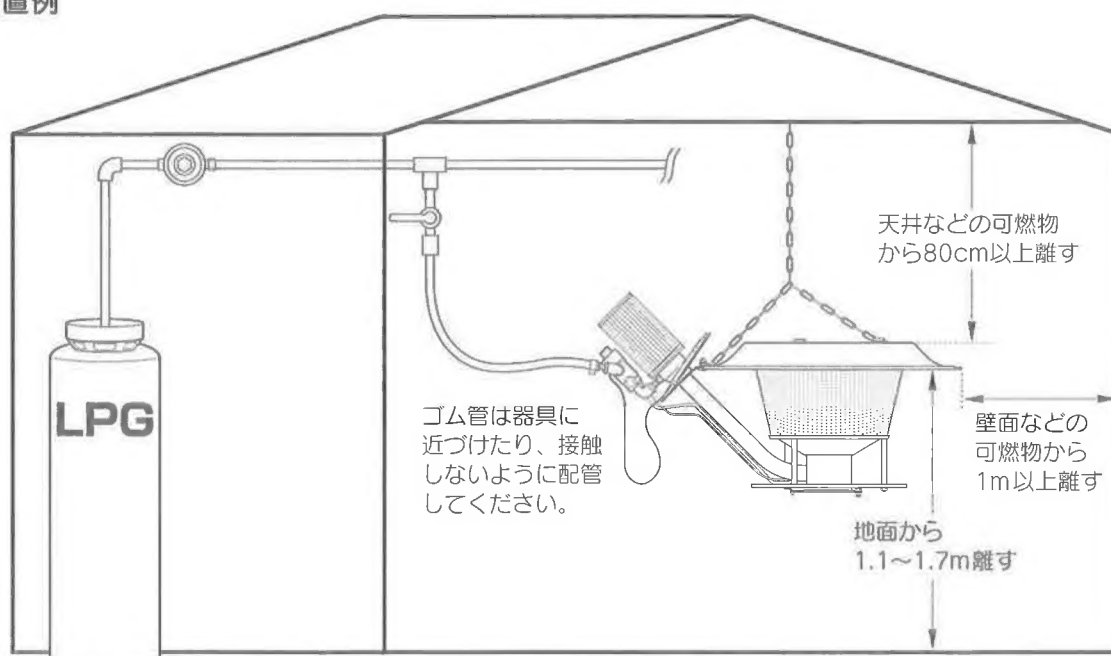 置例
天井などの可燃物
から80cm以上離す
LPG
ゴム管は器具に
近づけたり、接触
しないように配管
してください。
壁面などの
可燃物から
1m以上離す
地面から
1.1～1.7m離す